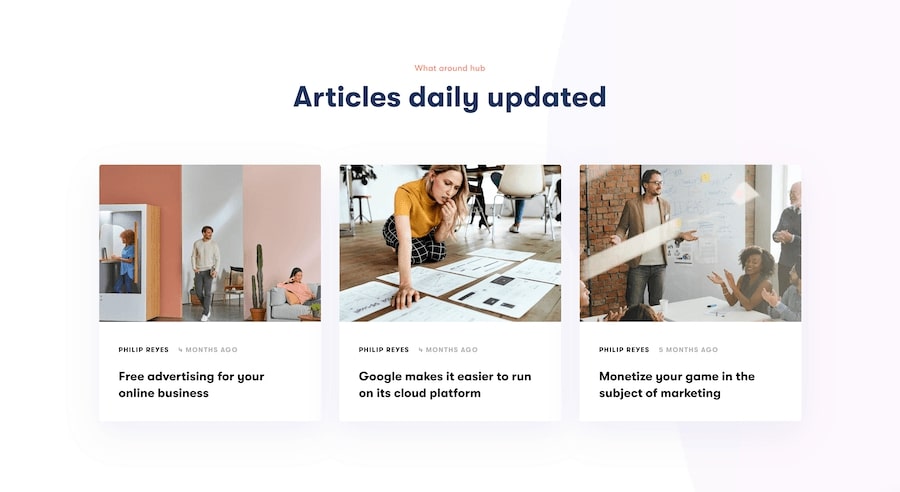 What around hub
Articles daily updated
PHILIP REYES 4 MONTHS AGO
Free advertising for your
online business
PHILIP REYES 4 MONTHS AGO
Google makes it easier to run
on its cloud platform
PHILIP REYES 5 MONTHS AGO
Monetize your game in the
subject of marketing